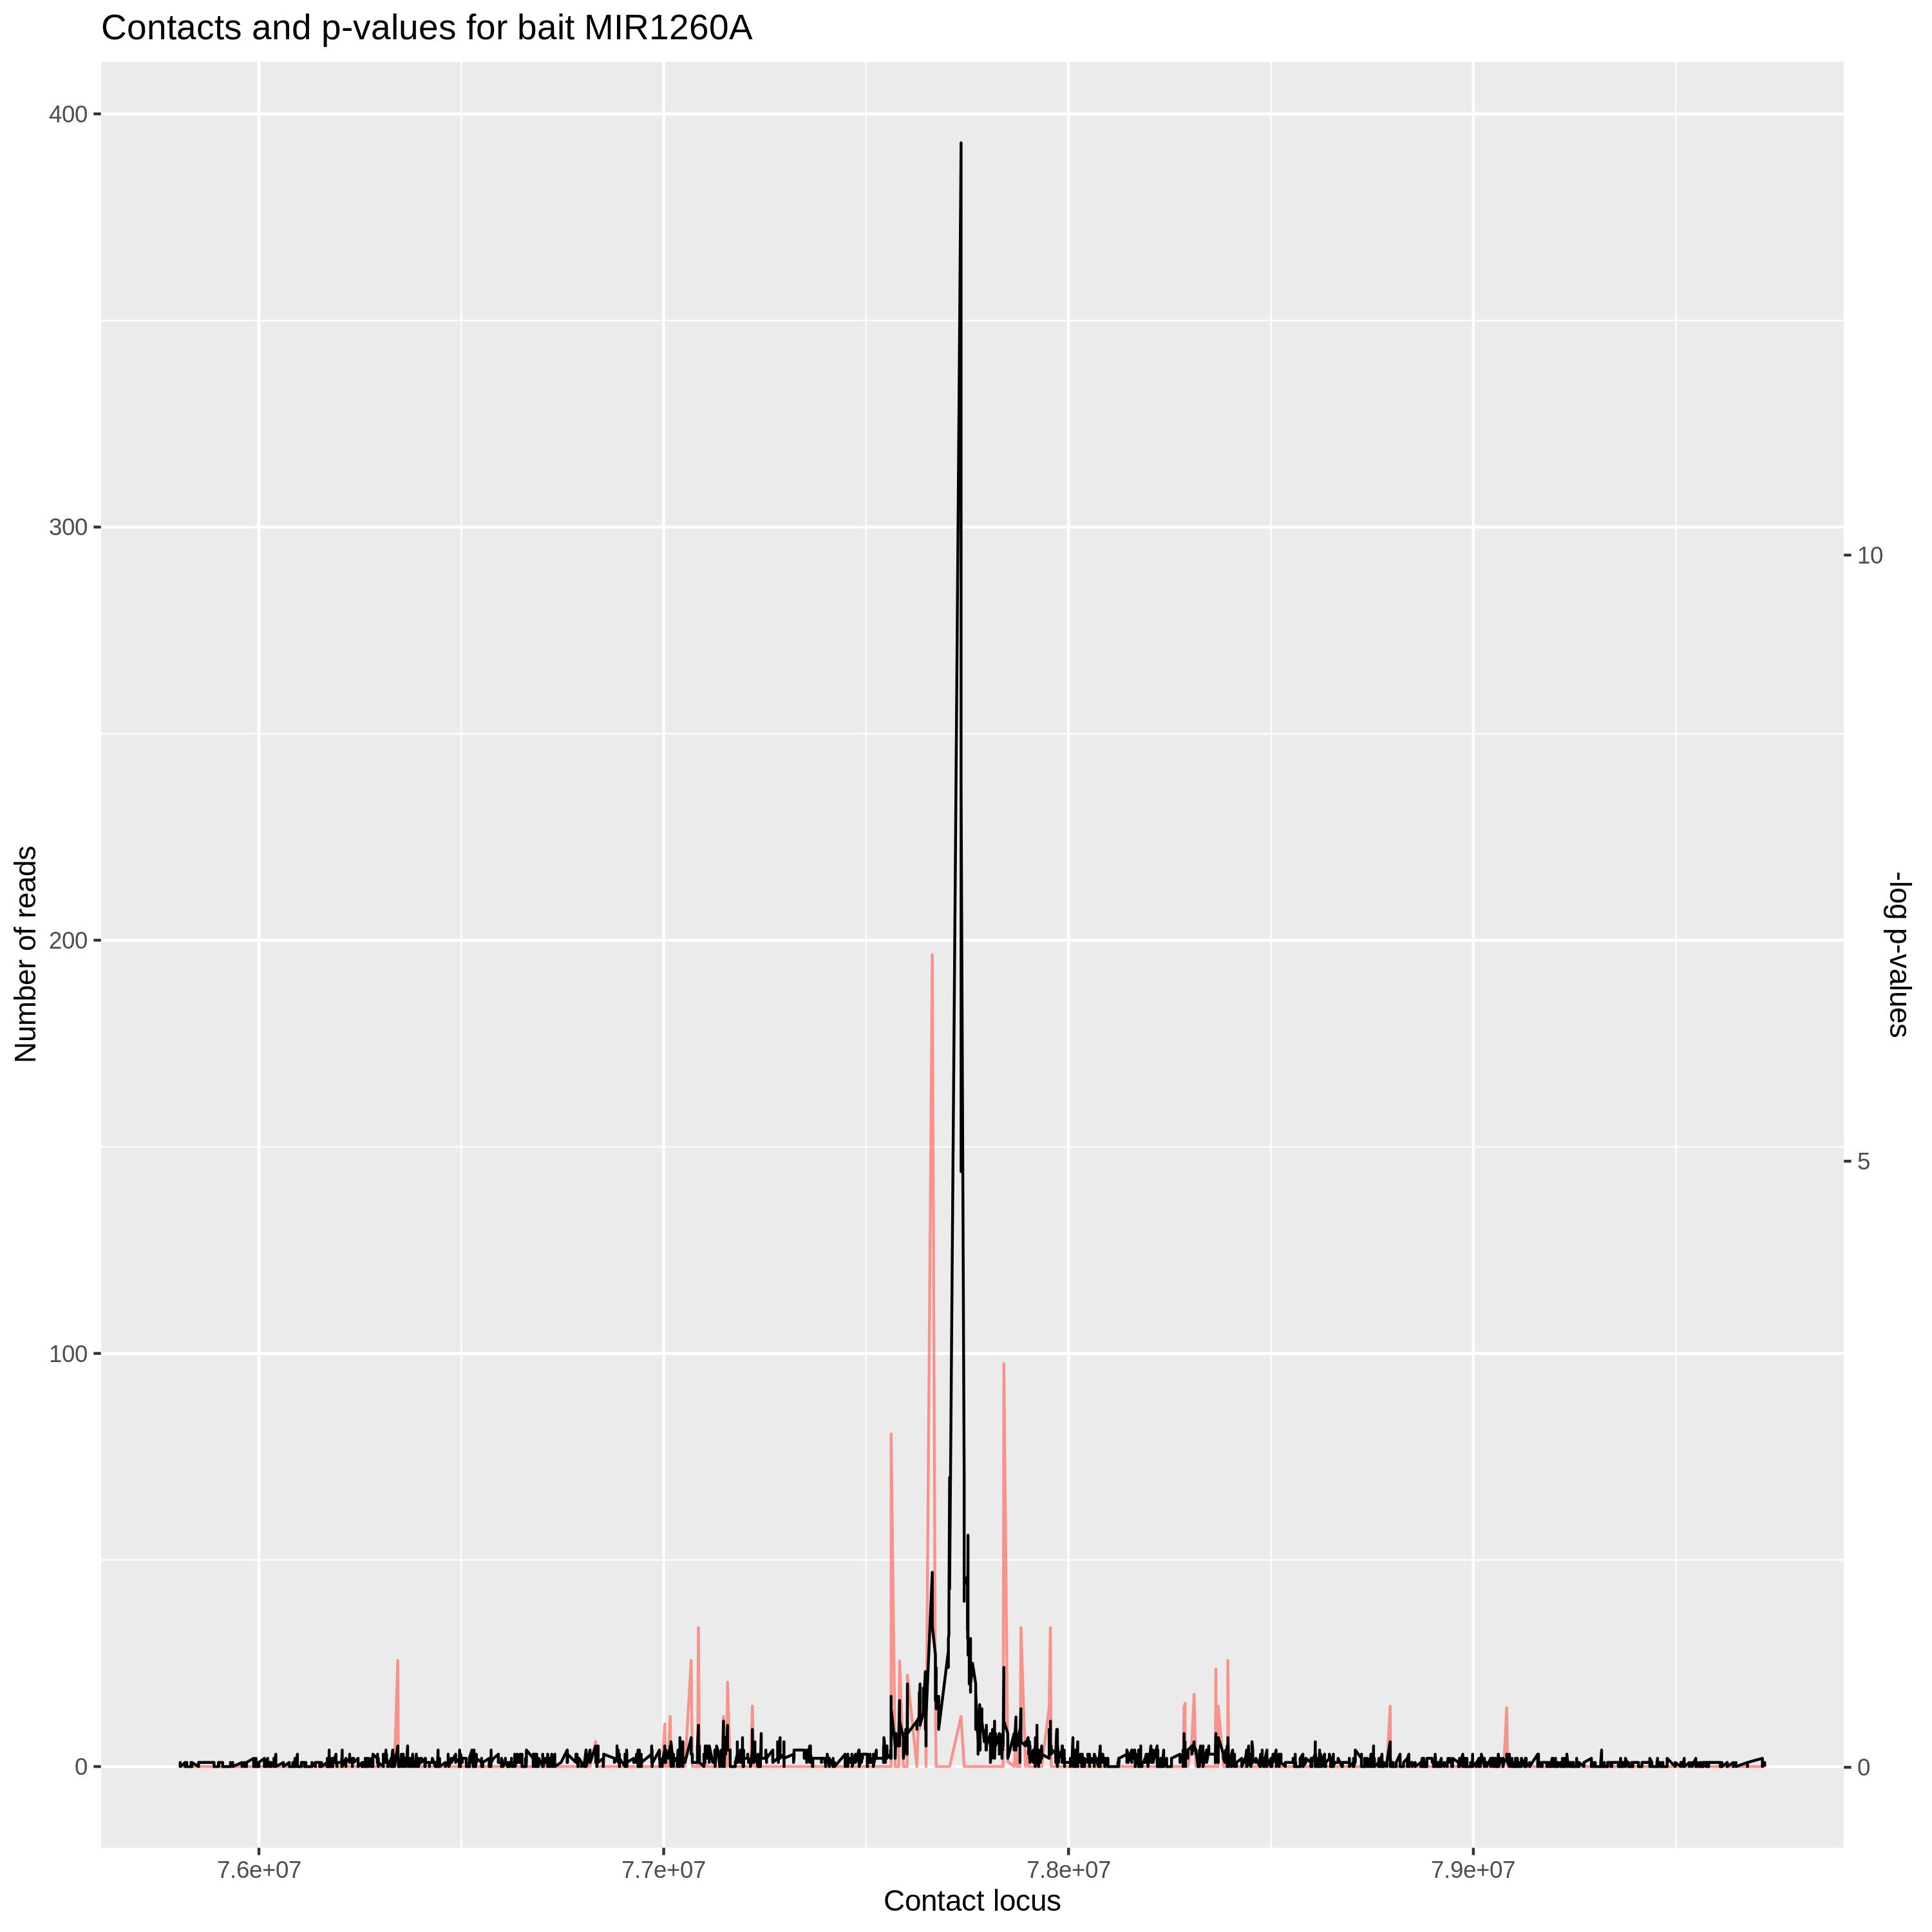 Contacts and p-values for bait MIR1260A
400
300
200
100
0
Number of reads
10
5
0
-log p-values
7.6e+07
7.7e+07
7.8e+07
7.9e+07
Contact locus